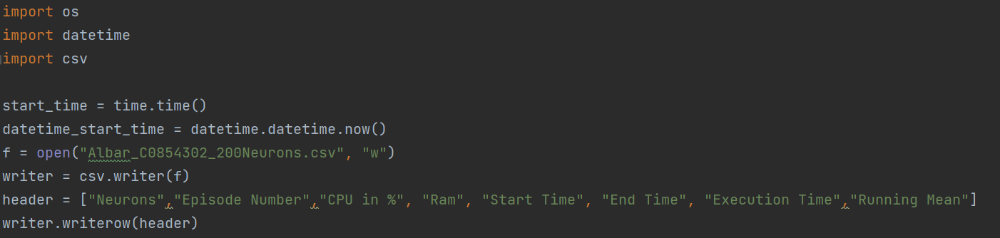 import os
import datetime
import csv
start_time = time.time()
datetime_start_time = datetime.datetime.now()
f = open("Albar_C0854302_200Neurons.csv", "w")
writer = csv.writer(f)
header = ["Neurons","Episode Number","CPU in %", "Ram", "Start Time", "End Time", "Execution Time","Running Mean"]
writer.writerow(header)